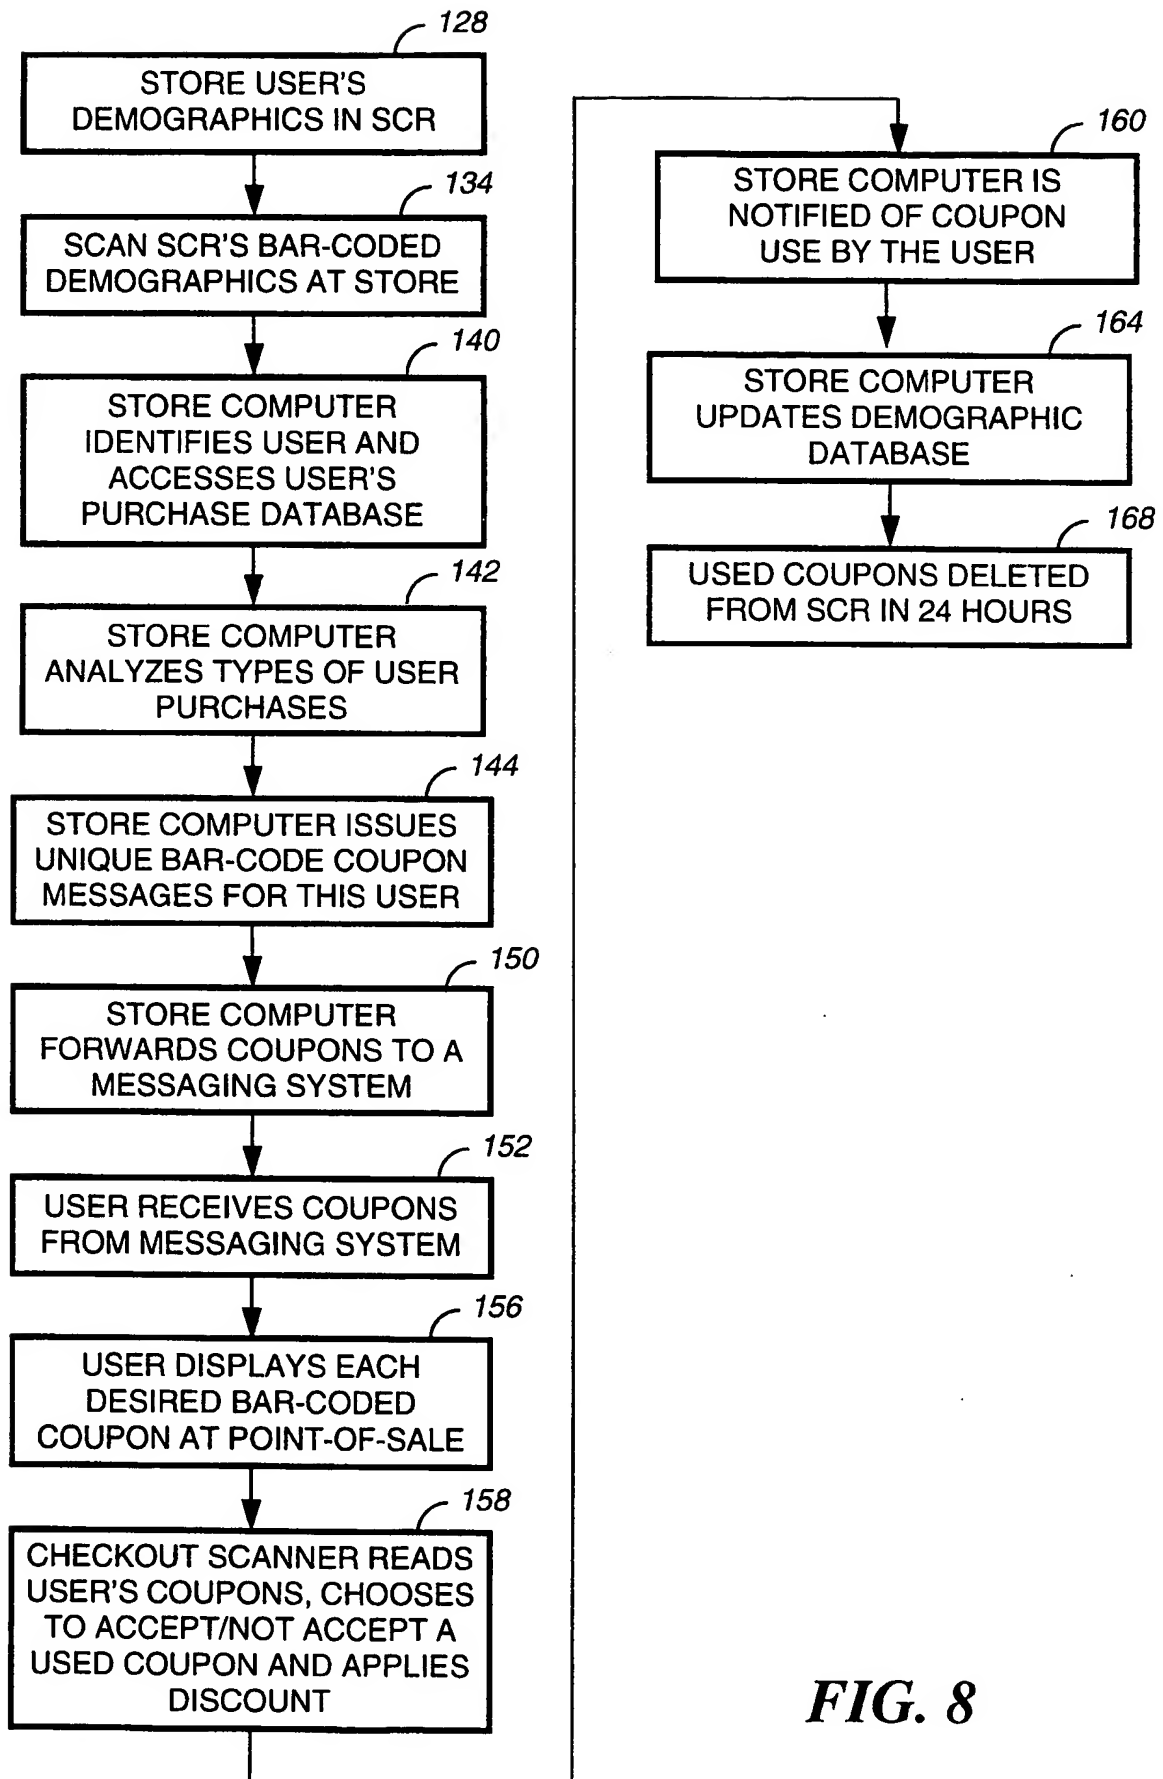 128
STORE USER'S
DEMOGRAPHICS IN SCR
134
SCAN SCR'S BAR-CODED
DEMOGRAPHICS AT STORE
140
STORE COMPUTER
IDENTIFIES USER AND
ACCESSES USER'S
PURCHASE DATABASE
142
STORE COMPUTER
ANALYZES TYPES OF USER
PURCHASES
144
STORE COMPUTER ISSUES
UNIQUE BAR-CODE COUPON
MESSAGES FOR THIS USER
150
STORE COMPUTER
FORWARDS COUPONS TO A
MESSAGING SYSTEM
152
USER RECEIVES COUPONS
FROM MESSAGING SYSTEM
156
USER DISPLAYS EACH
DESIRED BAR-CODED
COUPON AT POINT-OF-SALE
158
CHECKOUT SCANNER READS
USER'S COUPONS, CHOOSES
TO ACCEPT/NOT ACCEPT A
USED COUPON AND APPLIES
DISCOUNT
160
STORE COMPUTER IS
NOTIFIED OF COUPON
USE BY THE USER
164
STORE COMPUTER
UPDATES DEMOGRAPHIC
DATABASE
168
USED COUPONS DELETED
FROM SCR IN 24 HOURS
FIG. 8